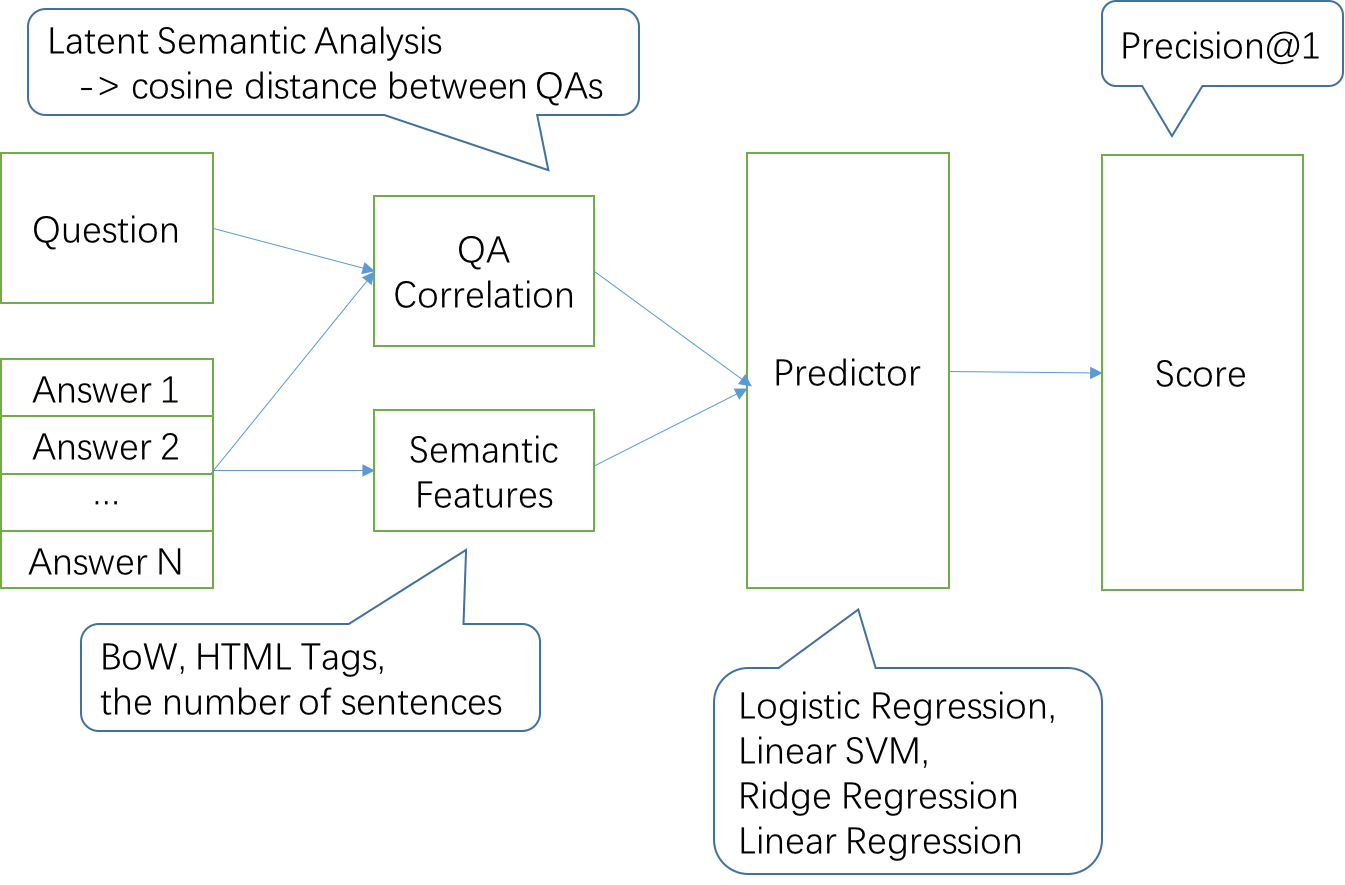 Latent Semantic Analysis
-> cosine distance between QAs
Precision@1
Question
QA
Correlation
Answer 1
Answer 2
...
Answer N
Semantic
Features
Predictor
Score
BoW, HTML Tags,
the number of sentences
Logistic Regression,
Linear SVM,
Ridge Regression
Linear Regression